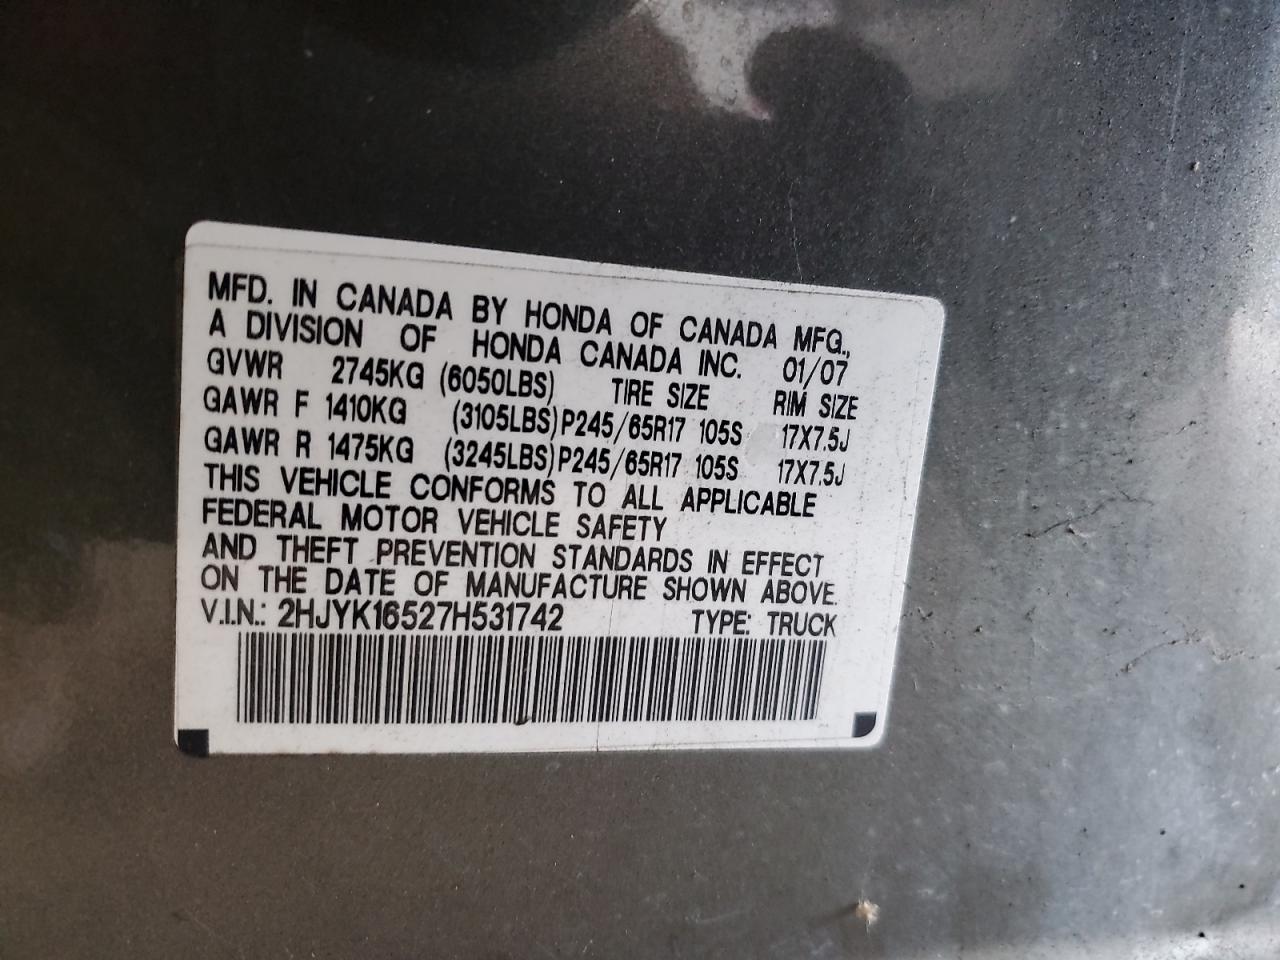 MFD. IN CANADA BY HONDA OF CANADA MFG.,
A DIVISION OF HONDA CANADA INC. 01/07
GVWR 2745KG (6050LBS) TIRE SIZE RIM SIZE
GAWR F 1410KG (3105LBS) P245/65R17 105S 17X7.5J
GAWR R 1475KG (3245LBS) P245/65R17 105S 17X7.5J
THIS VEHICLE CONFORMS TO ALL APPLICABLE
FEDERAL MOTOR VEHICLE SAFETY
AND THEFT PREVENTION STANDARDS IN EFFECT
ON THE DATE OF MANUFACTURE SHOWN ABOVE.
V.I.N.: 2HJYK16527H531742 TYPE: TRUCK